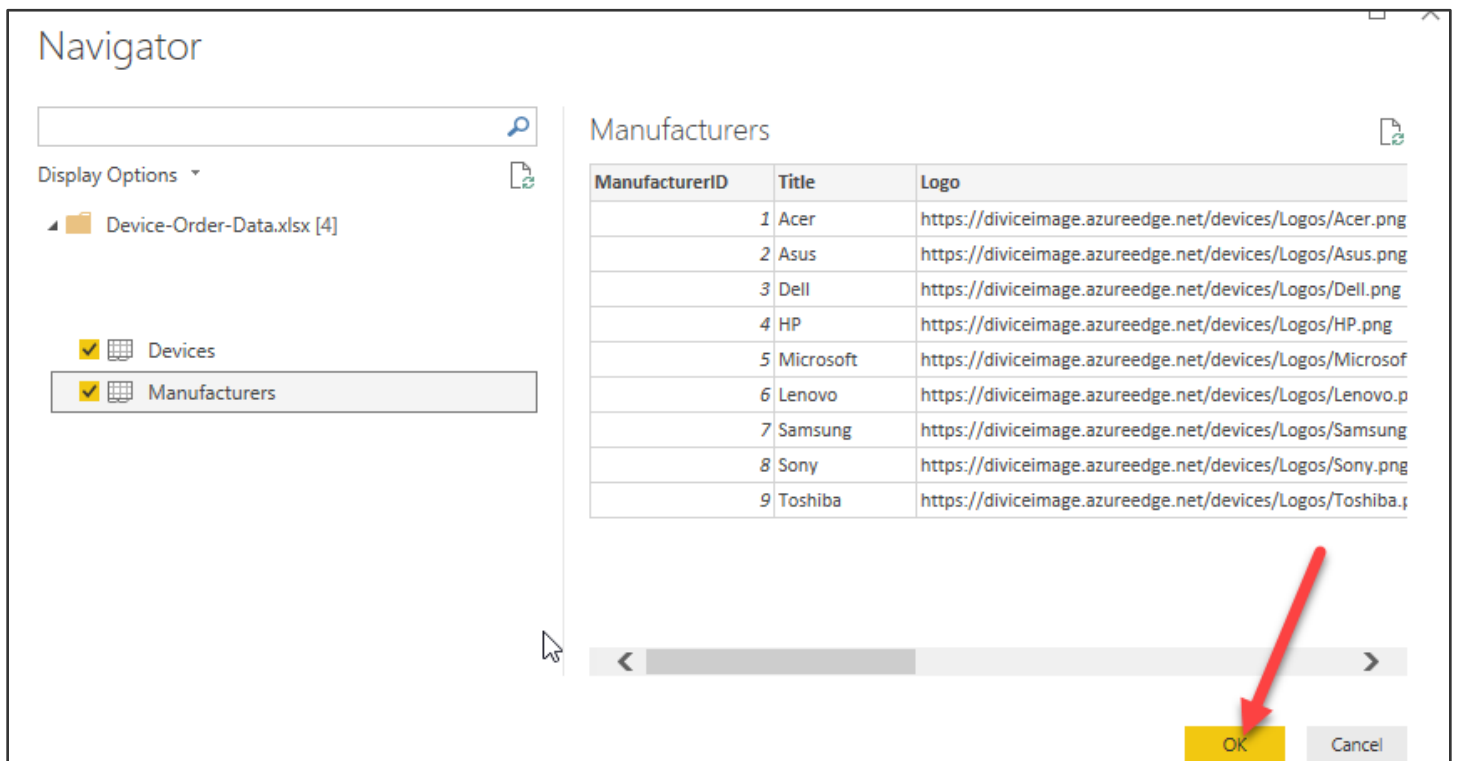 Navigator
Display Options
Device-Order-Data.xlsx [4]
Devices
Manufacturers
Manufacturers
ManufacturerID Title Logo
1 Acer https://diviceimage.azureedge.net/devices/Logos/Acer.png
2 Asus https://diviceimage.azureedge.net/devices/Logos/Asus.png
3 Dell https://diviceimage.azureedge.net/devices/Logos/Dell.png
4 HP https://diviceimage.azureedge.net/devices/Logos/HP.png
5 Microsoft https://diviceimage.azureedge.net/devices/Logos/Microsof
6 Lenovo https://diviceimage.azureedge.net/devices/Logos/Lenovo.p
7 Samsung https://diviceimage.azureedge.net/devices/Logos/Samsung
8 Sony https://diviceimage.azureedge.net/devices/Logos/Sony.png
9 Toshiba https://diviceimage.azureedge.net/devices/Logos/Toshiba.p
OK Cancel